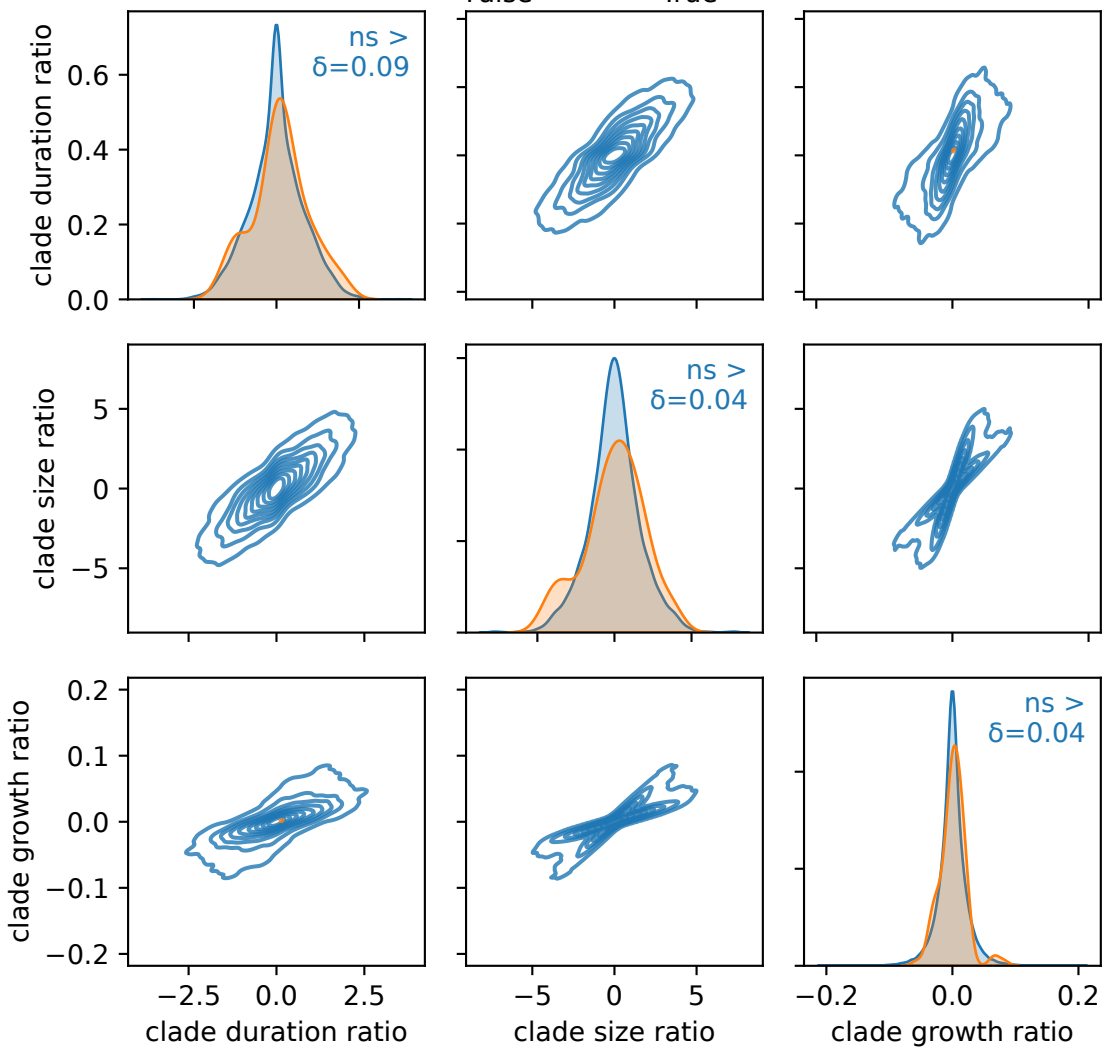 clade duration ratio
0.6
0.4
0.2
0.0
ns >
δ=0.09
clade size ratio
5
0
−5
ns >
δ=0.04
clade growth ratio
0.2
0.1
0.0
−0.1
−0.2
ns >
δ=0.04
−2.5
0.0
2.5
clade duration ratio
−5
0
5
clade size ratio
−0.2
0.0
0.2
clade growth ratio